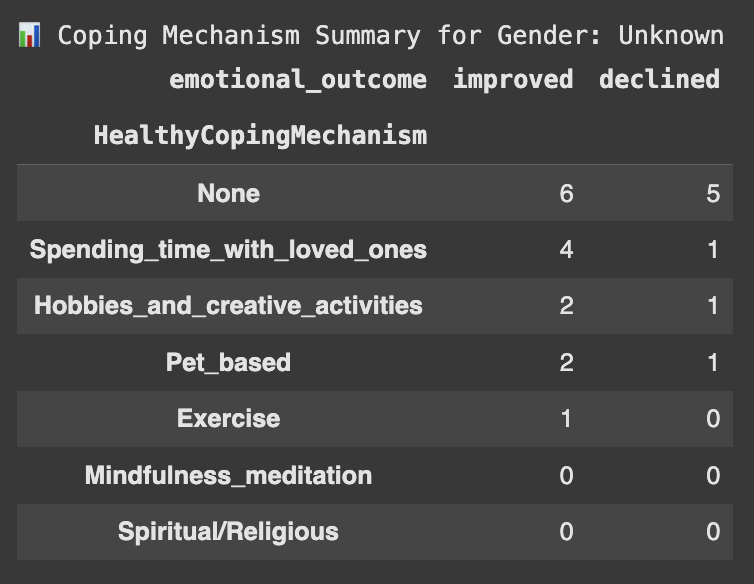 📊 Coping Mechanism Summary for Gender: Unknown
emotional_outcome improved declined
HealthyCopingMechanism
None 6 5
Spending_time_with_loved_ones 4 1
Hobbies_and_creative_activities 2 1
Pet_based 2 1
Exercise 1 0
Mindfulness_meditation 0 0
Spiritual/Religious 0 0